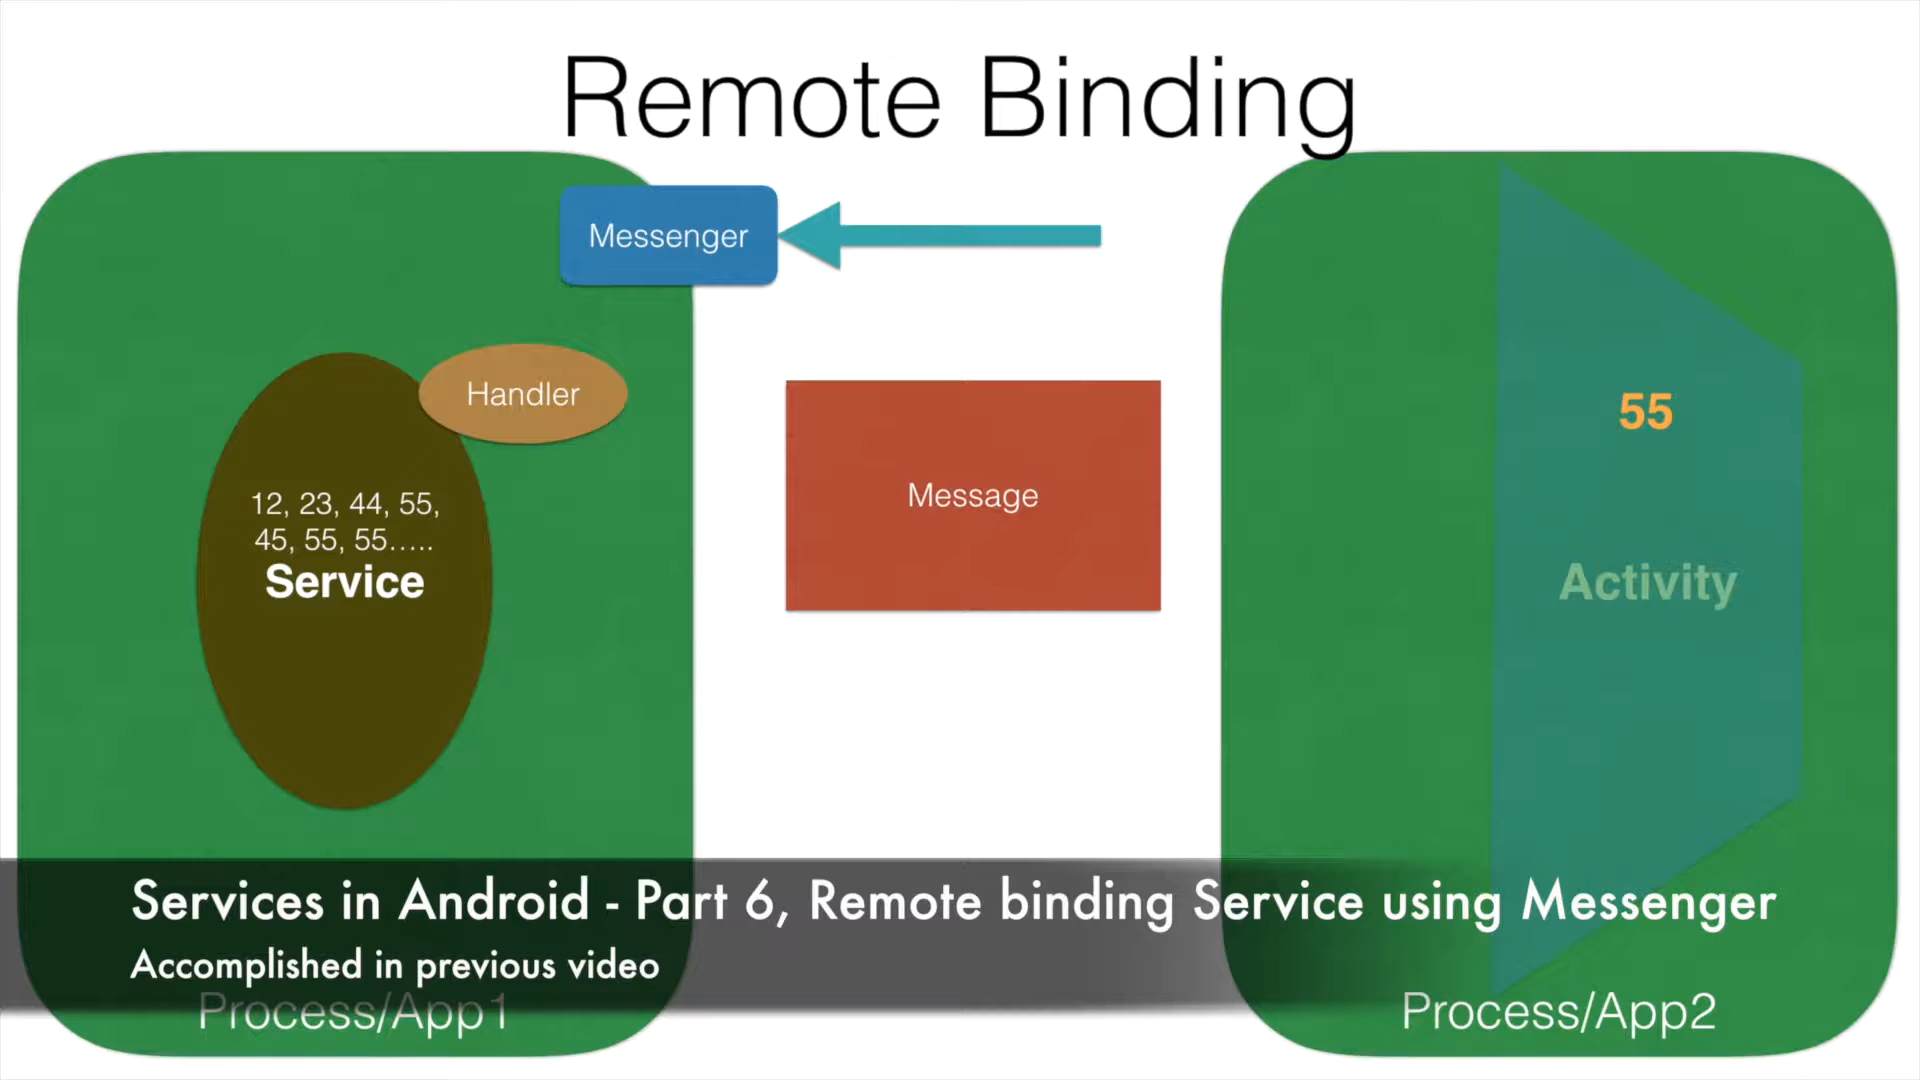 Remote Binding
Messenger
Handler
12, 23, 44, 55,
45, 55, 55.....
Service
Message
55
Activity
Services in Android - Part 6, Remote binding Service using Messenger
Accomplished in previous video
Process/App1
Process/App2